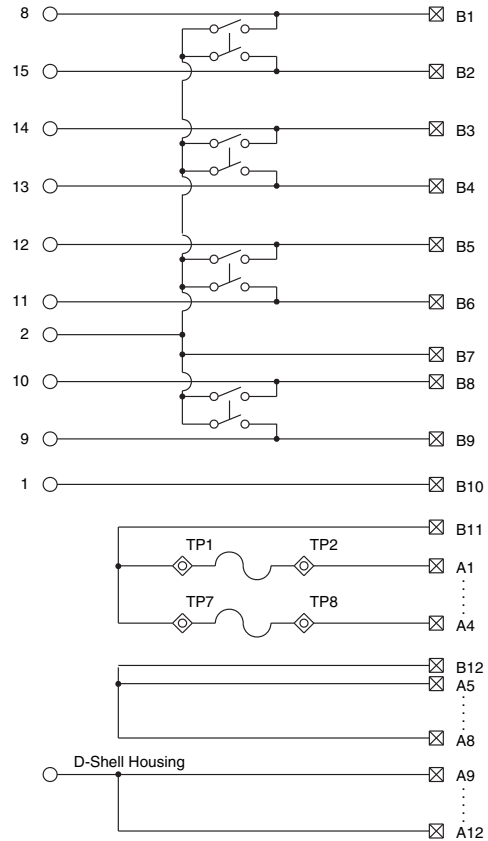 8 B1
15 B2
14 B3
13 B4
12 B5
11 B6
2
B7
10 B8
9 B9
1 B10
B11
TP1 TP2
A1
TP7 TP8
A4
B12
A5
A8
D-Shell Housing
A9
A12